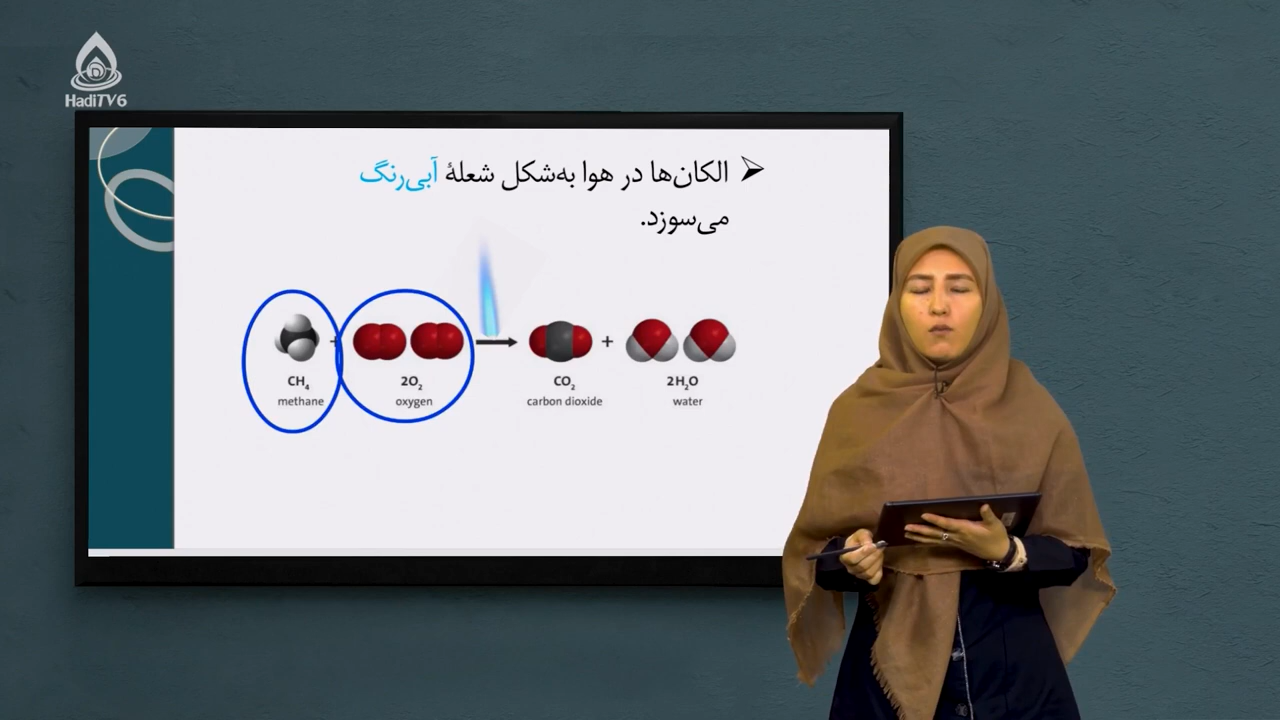 HadiTV6
الکان‌ها در هوا به‌شکل شعلهٔ آبی‌رنگ
می‌سوزد.
+ +
CH₄ 2O₂ CO₂ 2H₂O
methane oxygen carbon dioxide water